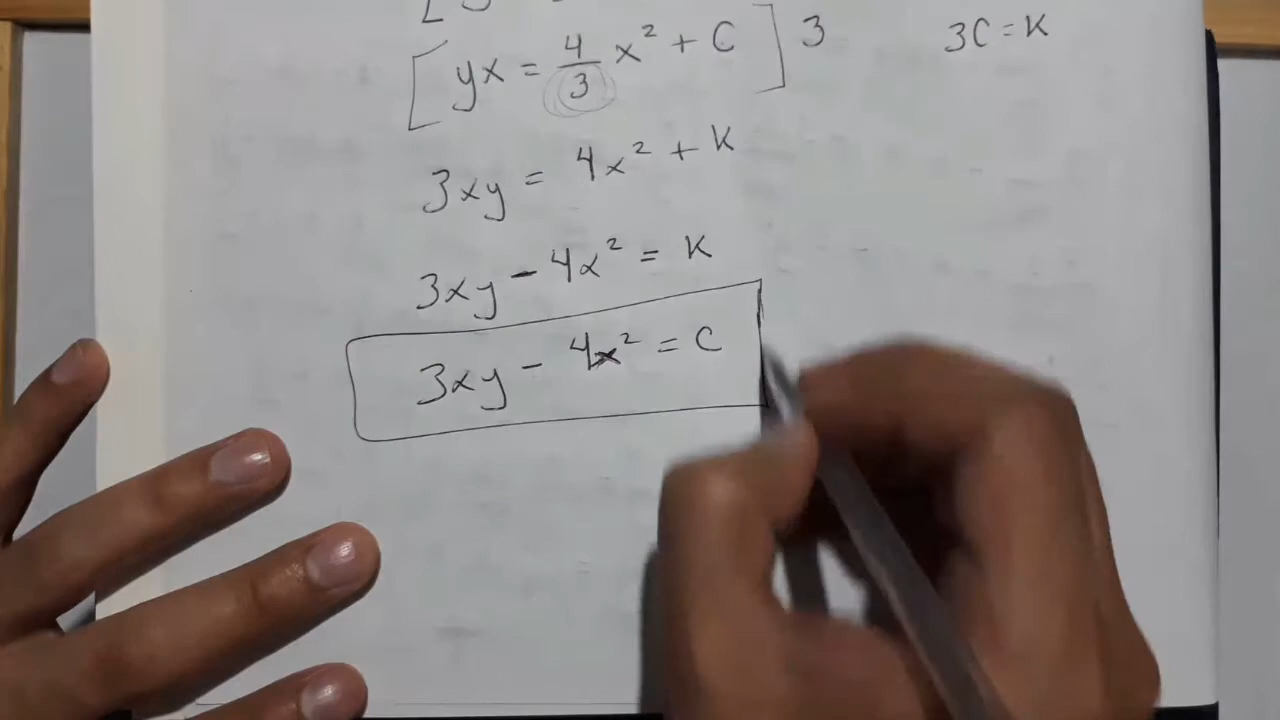 [ yx = 4/3 x² + C ] 3 3C = K
3xy = 4x² + K
3xy - 4x² = K
3xy - 4x² = C